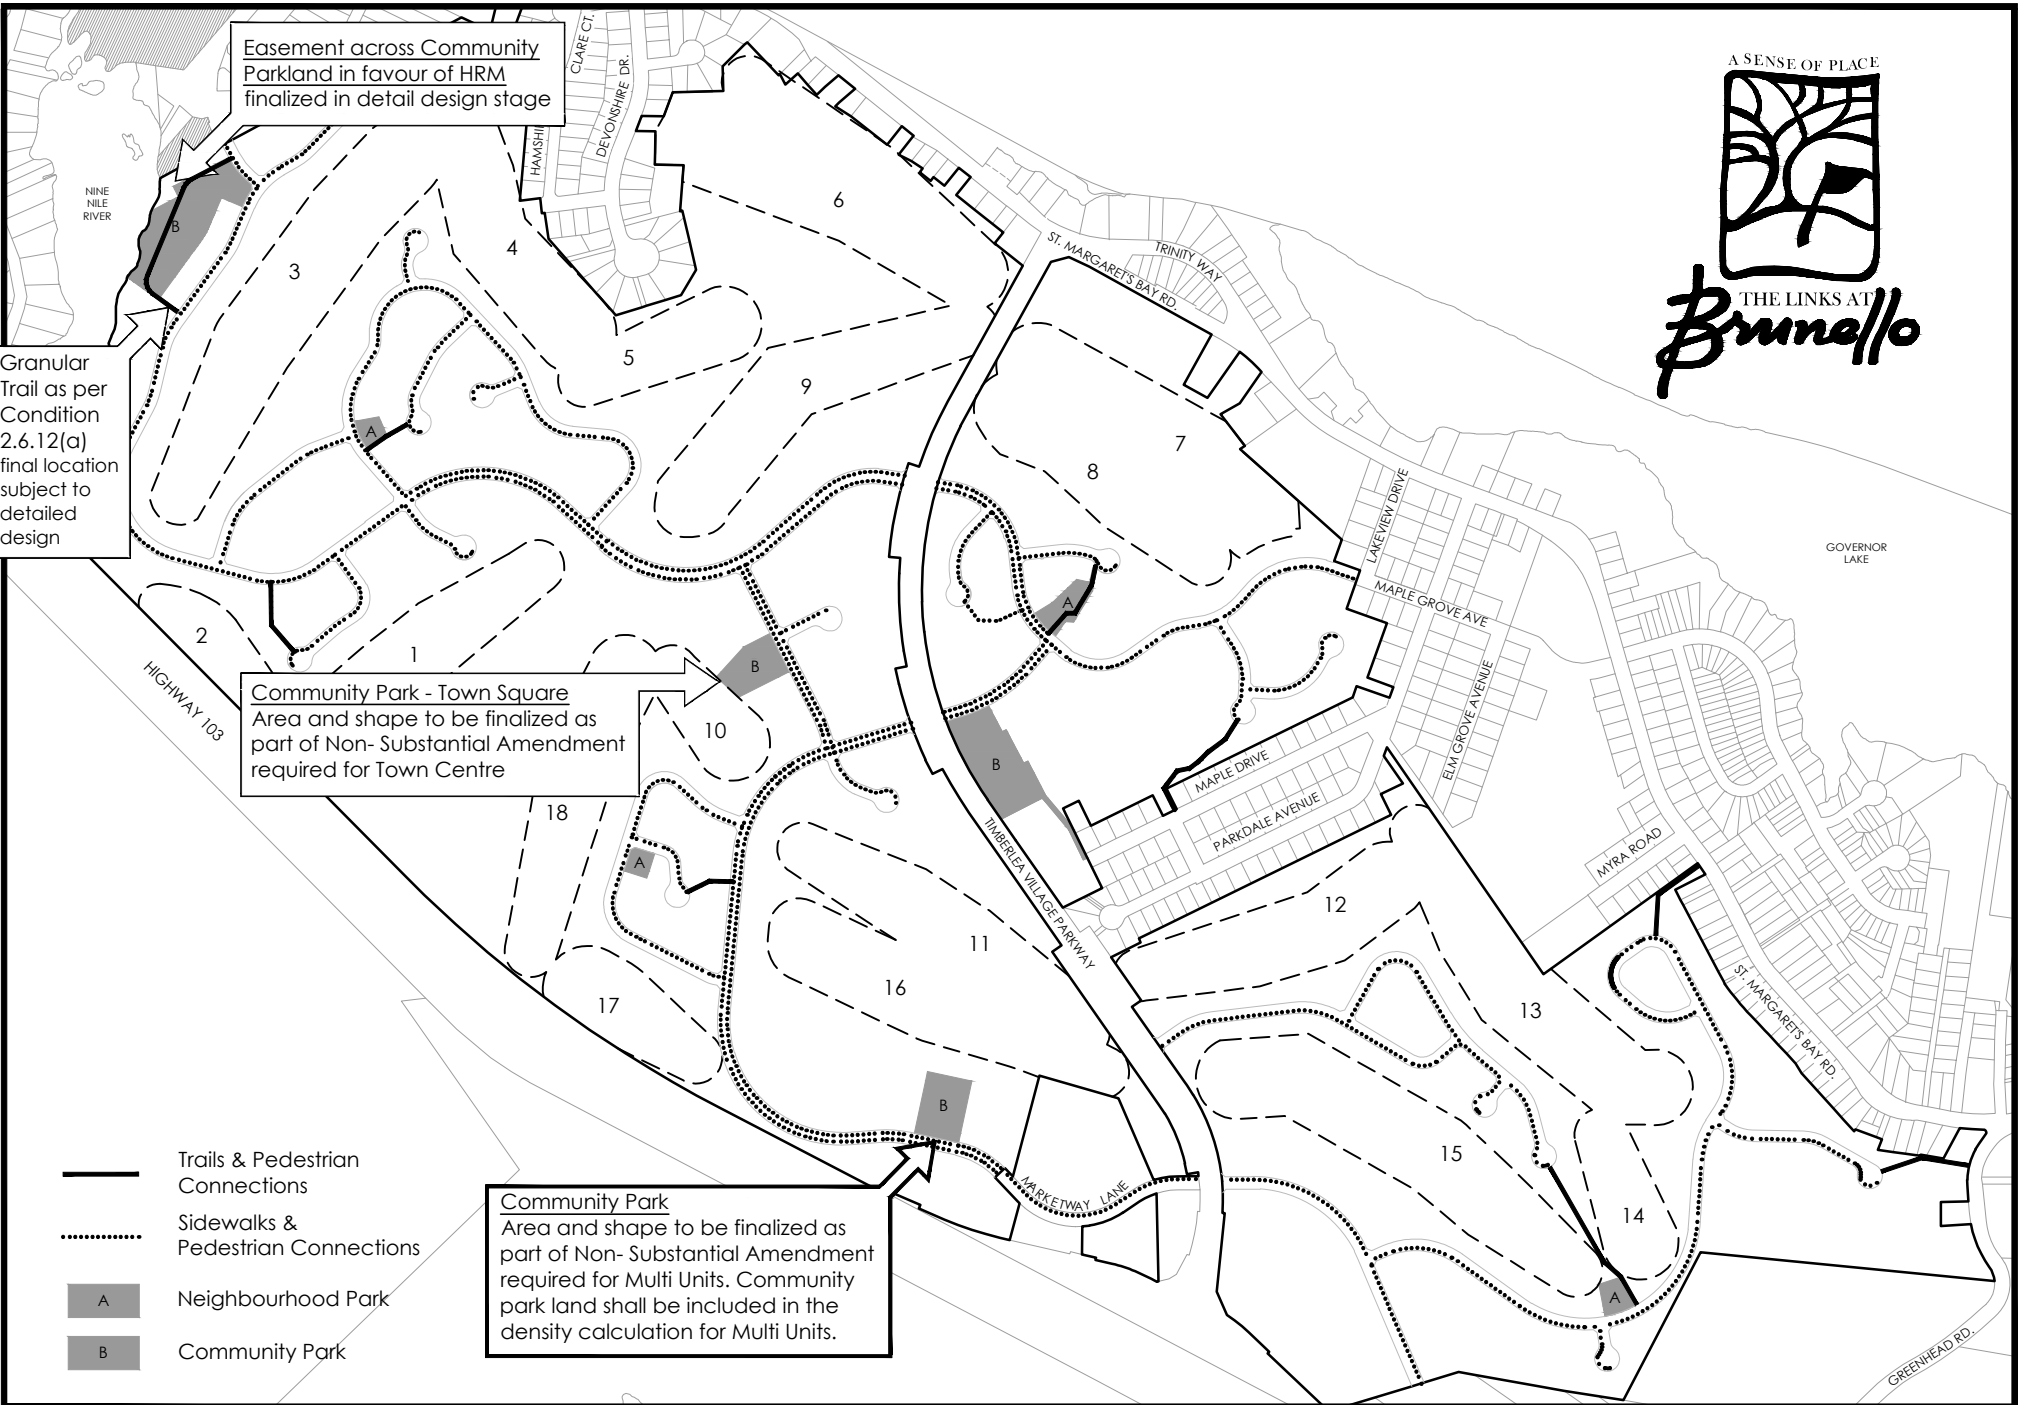 Easement across Community
Parkland in favour of HRM
finalized in detail design stage
CLARE CT.
DEVONSHIRE DR.
HAMSHI
A SENSE OF PLACE
THE LINKS AT
Brunello
NINE
NILE
RIVER
B
3
4
6
5
9
ST. MARGARETS BAY RD.
TRINITY WAY
Granular
Trail as per
Condition
2.6.12(a)
final location
subject to
detailed
design
A
7
8
LAKEVIEW DRIVE
GOVERNOR
LAKE
MAPLE GROVE AVE
A
2
1
HIGHWAY 103
Community Park - Town Square
Area and shape to be finalized as
part of Non- Substantial Amendment
required for Town Centre
B
10
B
ELM GROVE AVENUE
MAPLE DRIVE
PARKDALE AVENUE
18
A
TIMBERLEA VILLAGE PARKWAY
MYRA ROAD
11
12
16
17
13
ST. MARGARETS BAY RD.
B
15
14
A
MARKETWAY LANE
Community Park
Area and shape to be finalized as
part of Non- Substantial Amendment
required for Multi Units. Community
park land shall be included in the
density calculation for Multi Units.
GREENHEAD RD.
Trails & Pedestrian
Connections
Sidewalks &
Pedestrian Connections
A
Neighbourhood Park
B
Community Park